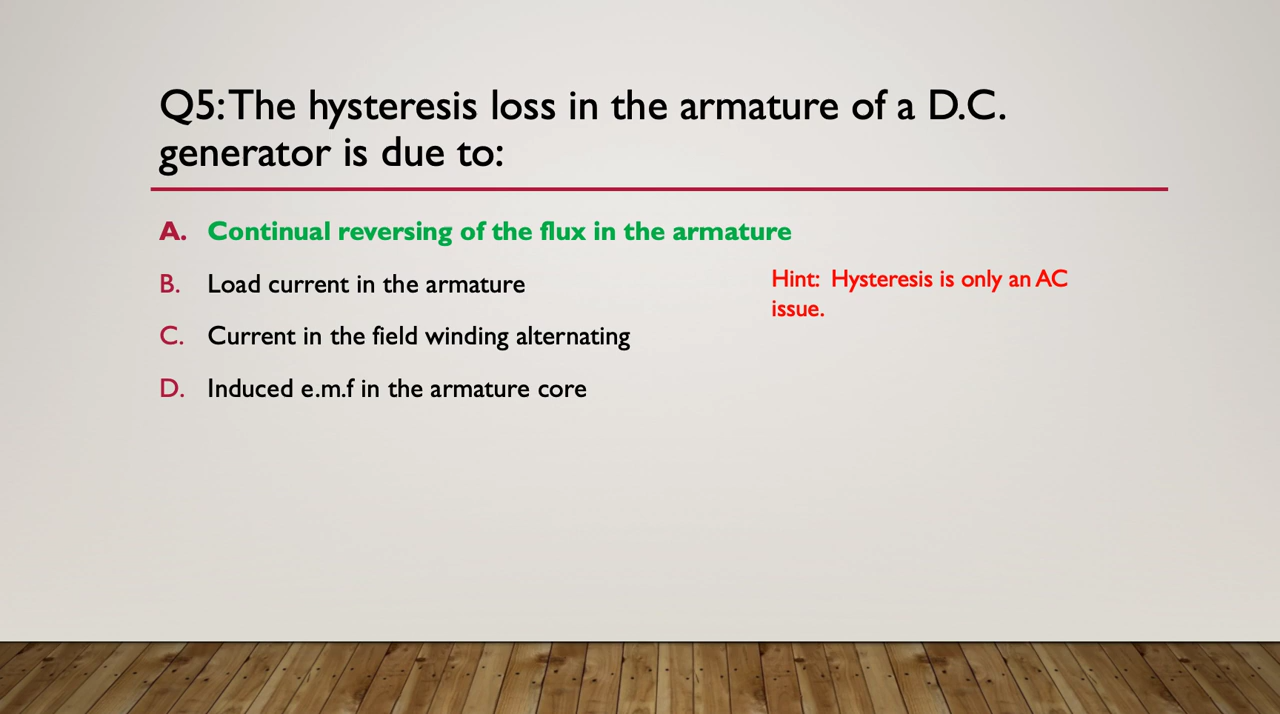 Q5: The hysteresis loss in the armature of a D.C.
generator is due to:
A. Continual reversing of the flux in the armature
B. Load current in the armature
Hint: Hysteresis is only an AC
issue.
C. Current in the field winding alternating
D. Induced e.m.f in the armature core